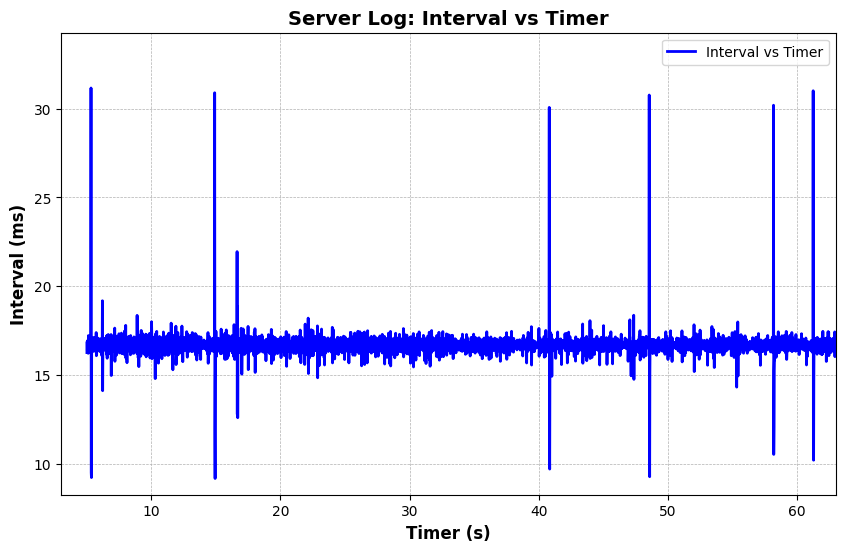 Server Log: Interval vs Timer
Interval vs Timer
30
25
20
15
10
Interval (ms)
10 20 30 40 50 60
Timer (s)